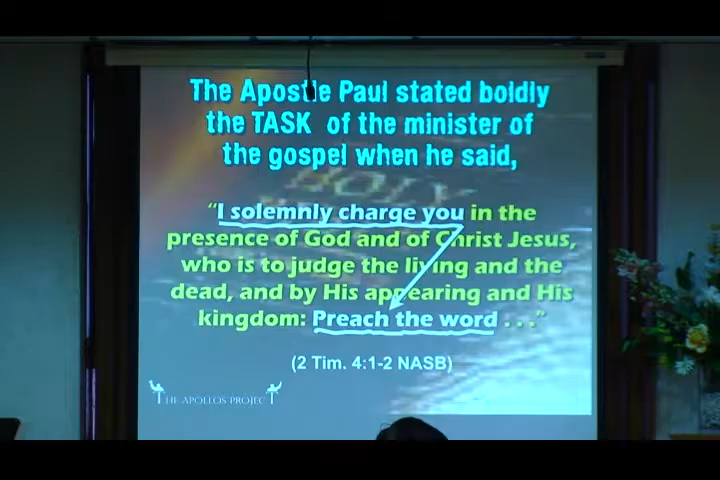 The Apostle Paul stated boldly
the TASK of the minister of
the gospel when he said,
“I solemnly charge you in the
presence of God and of Christ Jesus,
who is to judge the living and the
dead, and by His appearing and His
kingdom: Preach the word . . .”
(2 Tim. 4:1-2 NASB)
THE APOLLOS PROJECT
HOLY